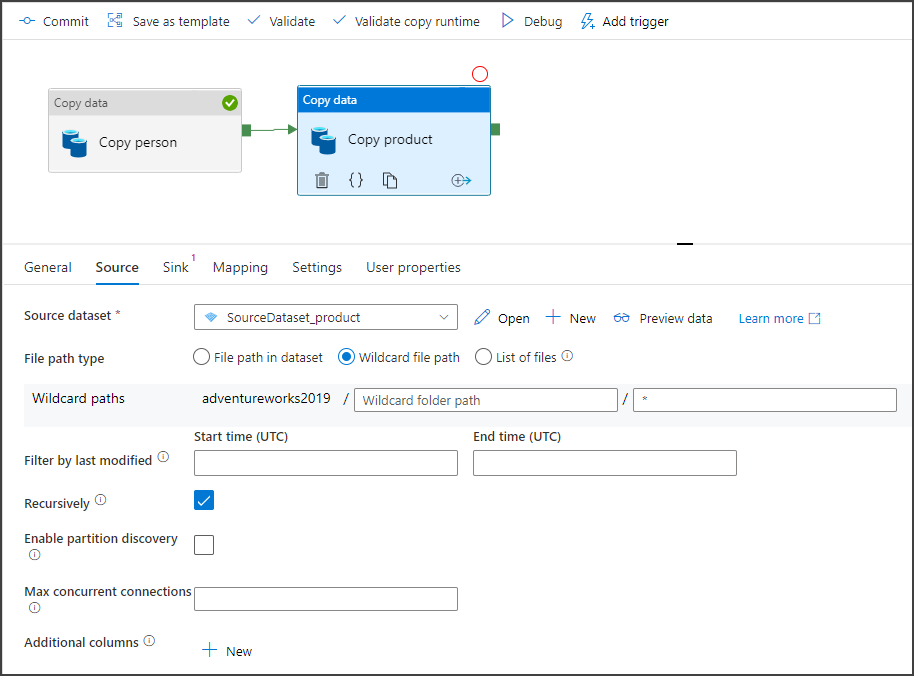 Commit Save as template Validate Validate copy runtime Debug Add trigger
Copy data
Copy person
Copy data
Copy product
{}
General Source Sink 1 Mapping Settings User properties
Source dataset * SourceDataset_product Open New Preview data Learn more
File path type File path in dataset Wildcard file path List of files
Wildcard paths adventureworks2019 / Wildcard folder path / *
Start time (UTC) End time (UTC)
Filter by last modified
Recursively
Enable partition discovery
Max concurrent connections
Additional columns New